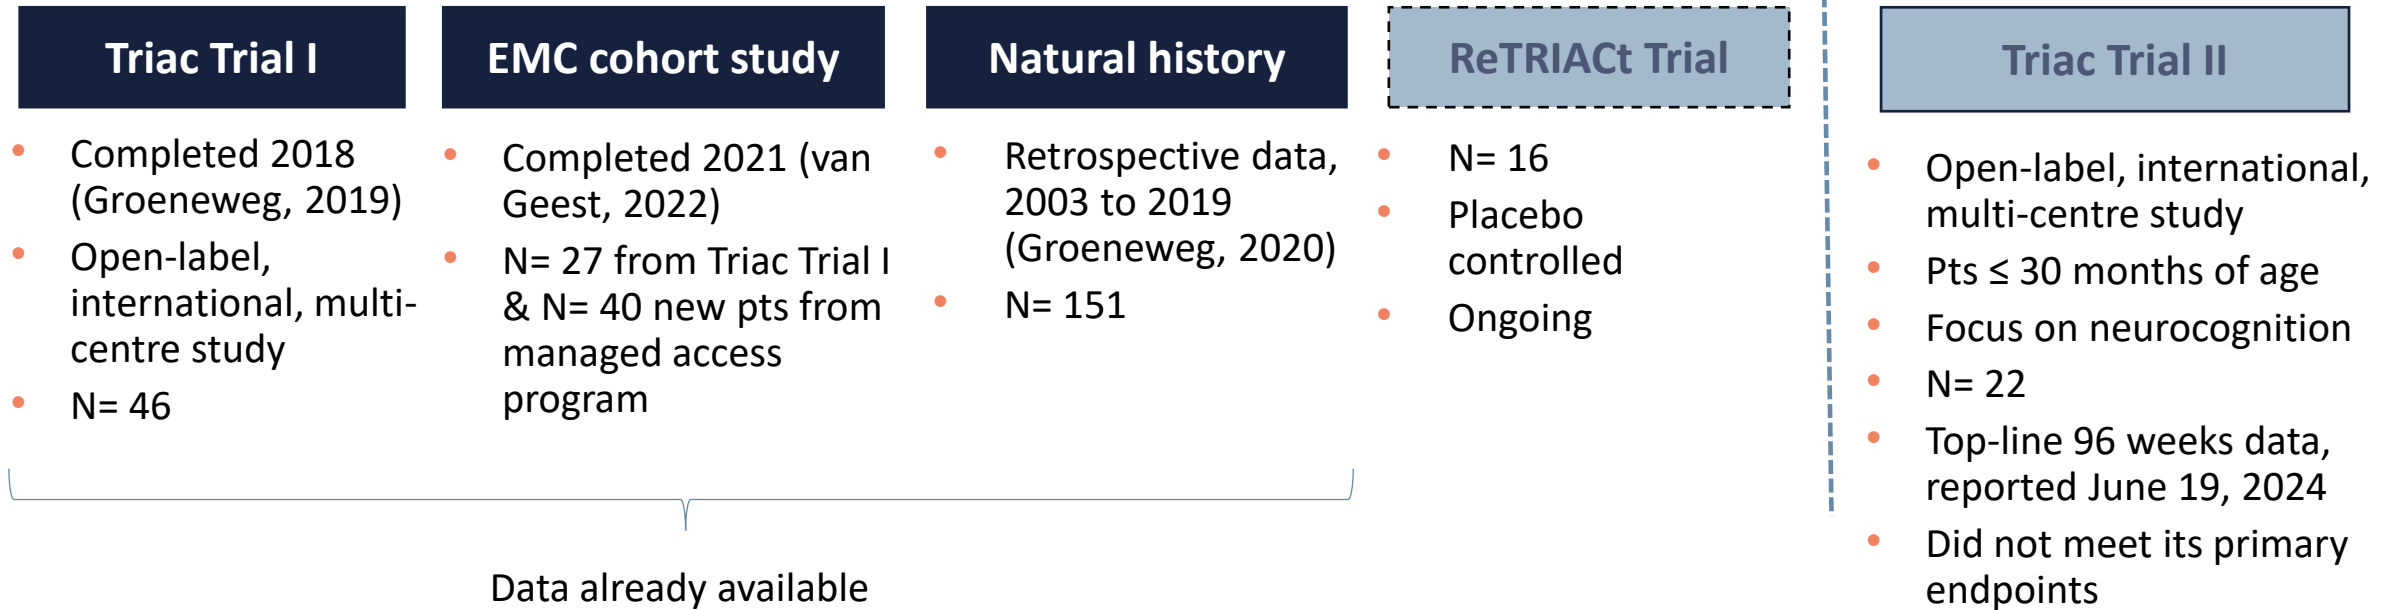 Triac Trial I
• Completed 2018
(Groeneweg, 2019)
• Open-label,
international, multi-
centre study
• N= 46
EMC cohort study
• Completed 2021 (van
Geest, 2022)
• N= 27 from Triac Trial I
& N= 40 new pts from
managed access
program
Natural history
• Retrospective data,
2003 to 2019
(Groeneweg, 2020)
• N= 151
Data already available
ReTRIACt Trial
• N= 16
• Placebo
controlled
• Ongoing
Triac Trial II
• Open-label, international,
multi-centre study
• Pts ≤ 30 months of age
• Focus on neurocognition
• N= 22
• Top-line 96 weeks data,
reported June 19, 2024
• Did not meet its primary
endpoints